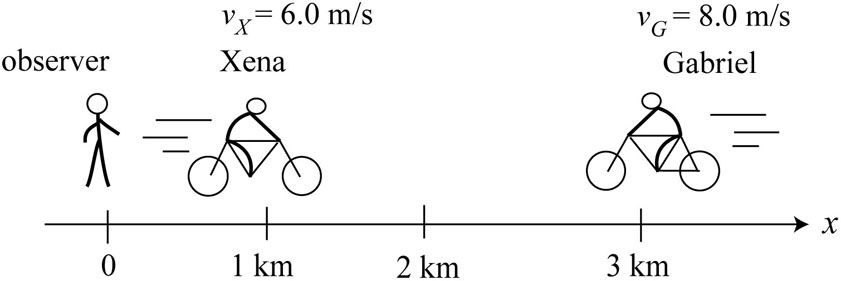 v_X = 6.0 m/s
v_G = 8.0 m/s
observer
Xena
Gabriel
x
0
1 km
2 km
3 km